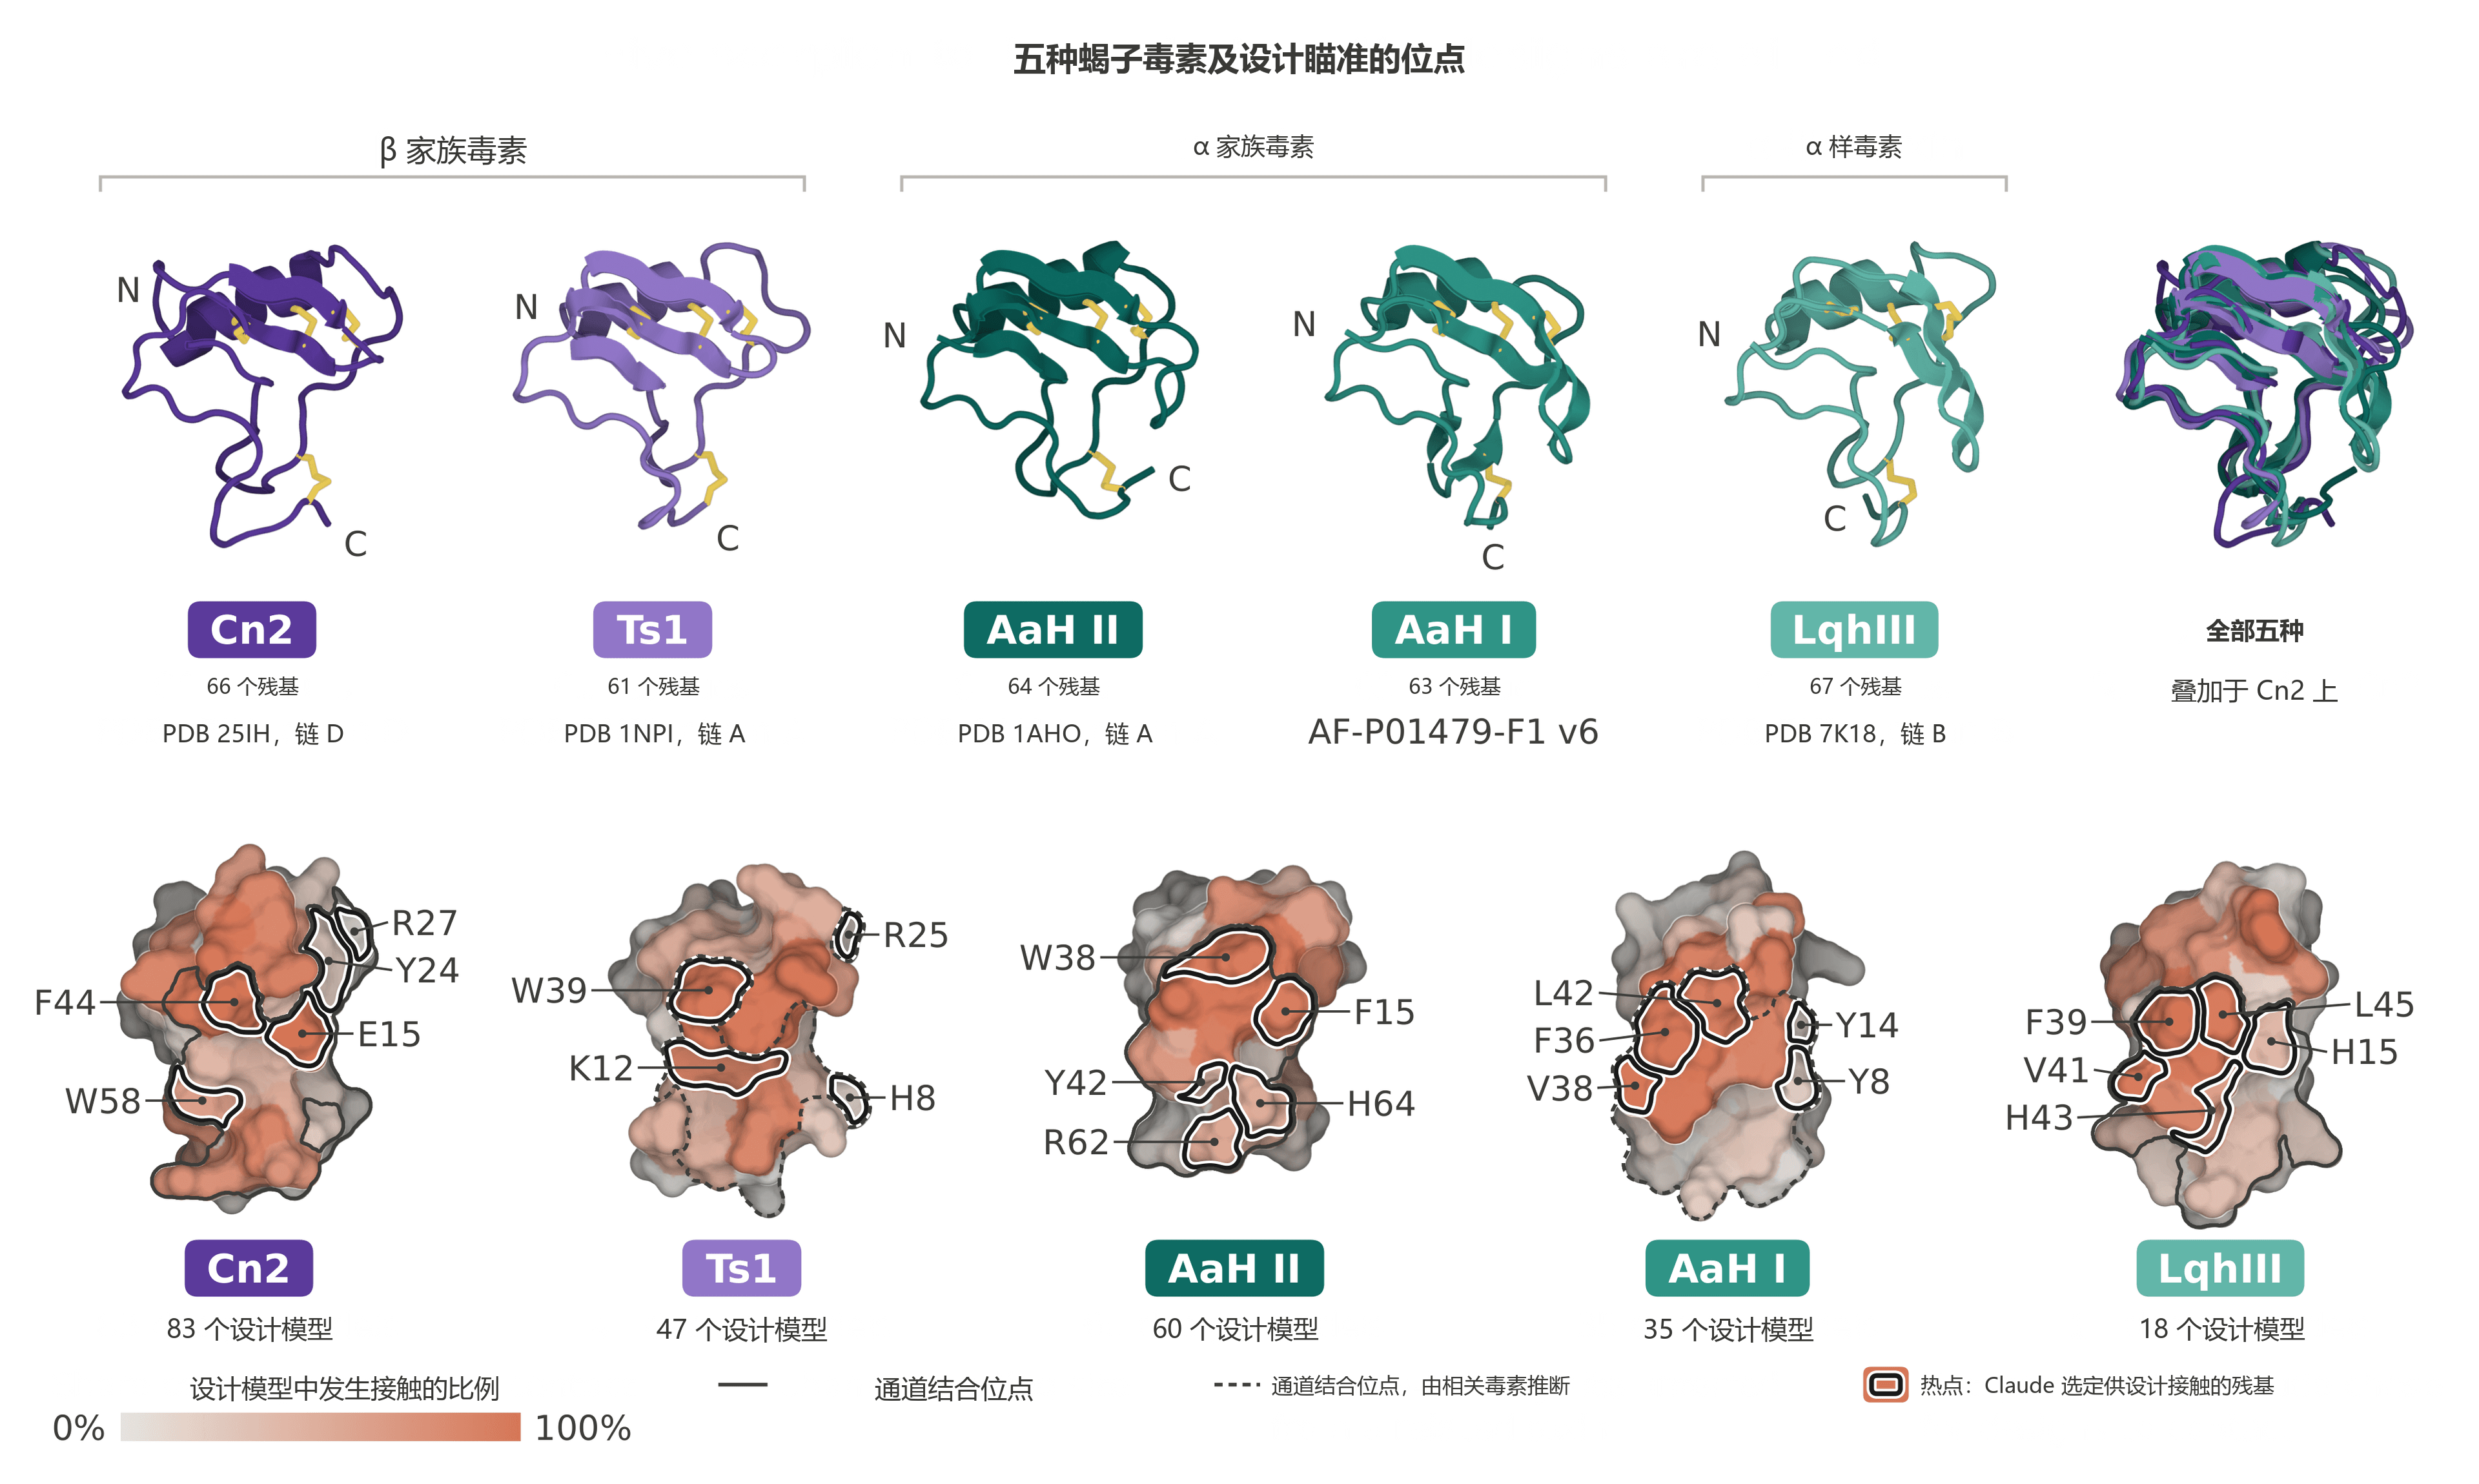 五种蝎子毒素及设计瞄准的位点
β 家族毒素
α 家族毒素
α 样毒素
N
C
N
C
N
C
N
C
N
C
Cn2
Ts1
AaH II
AaH I
LqhIII
全部五种
66 个残基
61 个残基
64 个残基
63 个残基
67 个残基
叠加于 Cn2 上
PDB 25IH，链 D
PDB 1NPI，链 A
PDB 1AHO，链 A
AF-P01479-F1 v6
PDB 7K18，链 B
R27
Y24
F44
E15
W58
R25
W39
K12
H8
W38
F15
Y42
H64
R62
L42
F36
Y14
V38
Y8
L45
F39
H15
V41
H43
Cn2
Ts1
AaH II
AaH I
LqhIII
83 个设计模型
47 个设计模型
60 个设计模型
35 个设计模型
18 个设计模型
设计模型中发生接触的比例
0%
100%
通道结合位点
通道结合位点，由相关毒素推断
热点：Claude 选定供设计接触的残基